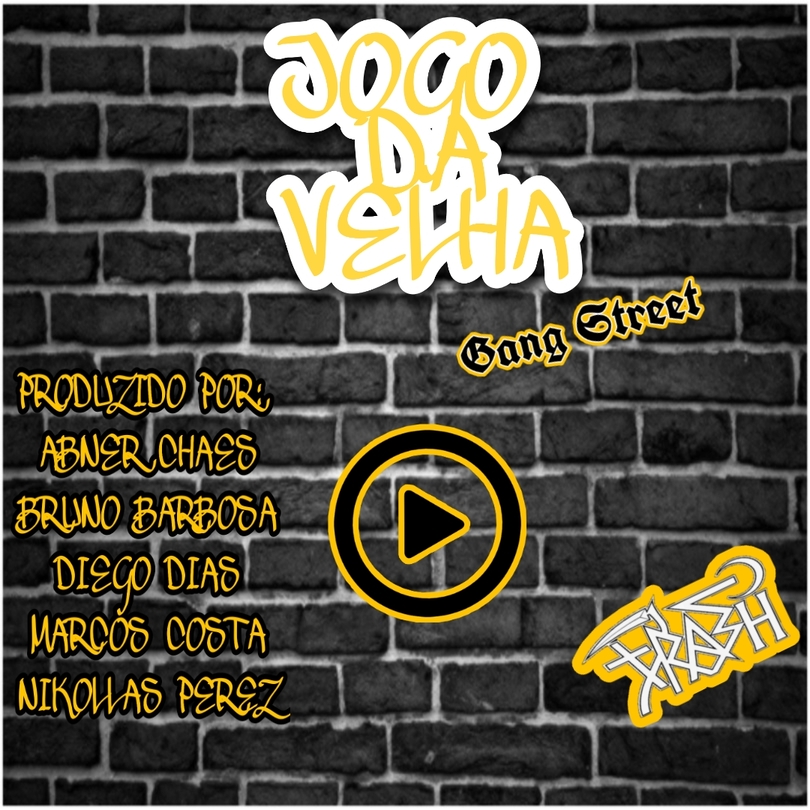 JOGO
DA
VELHA
Gang Street
PRODUZIDO POR:
ABNER CHAES
BRUNO BARBOSA
DIEGO DIAS
MARCOS COSTA
NIKOLLAS PEREZ
TRASH